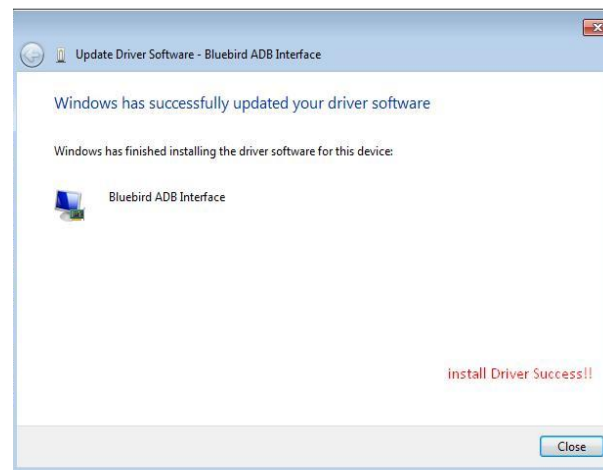 Update Driver Software - Bluebird ADB Interface
Windows has successfully updated your driver software
Windows has finished installing the driver software for this device:
Bluebird ADB Interface
install Driver Success!!
Close